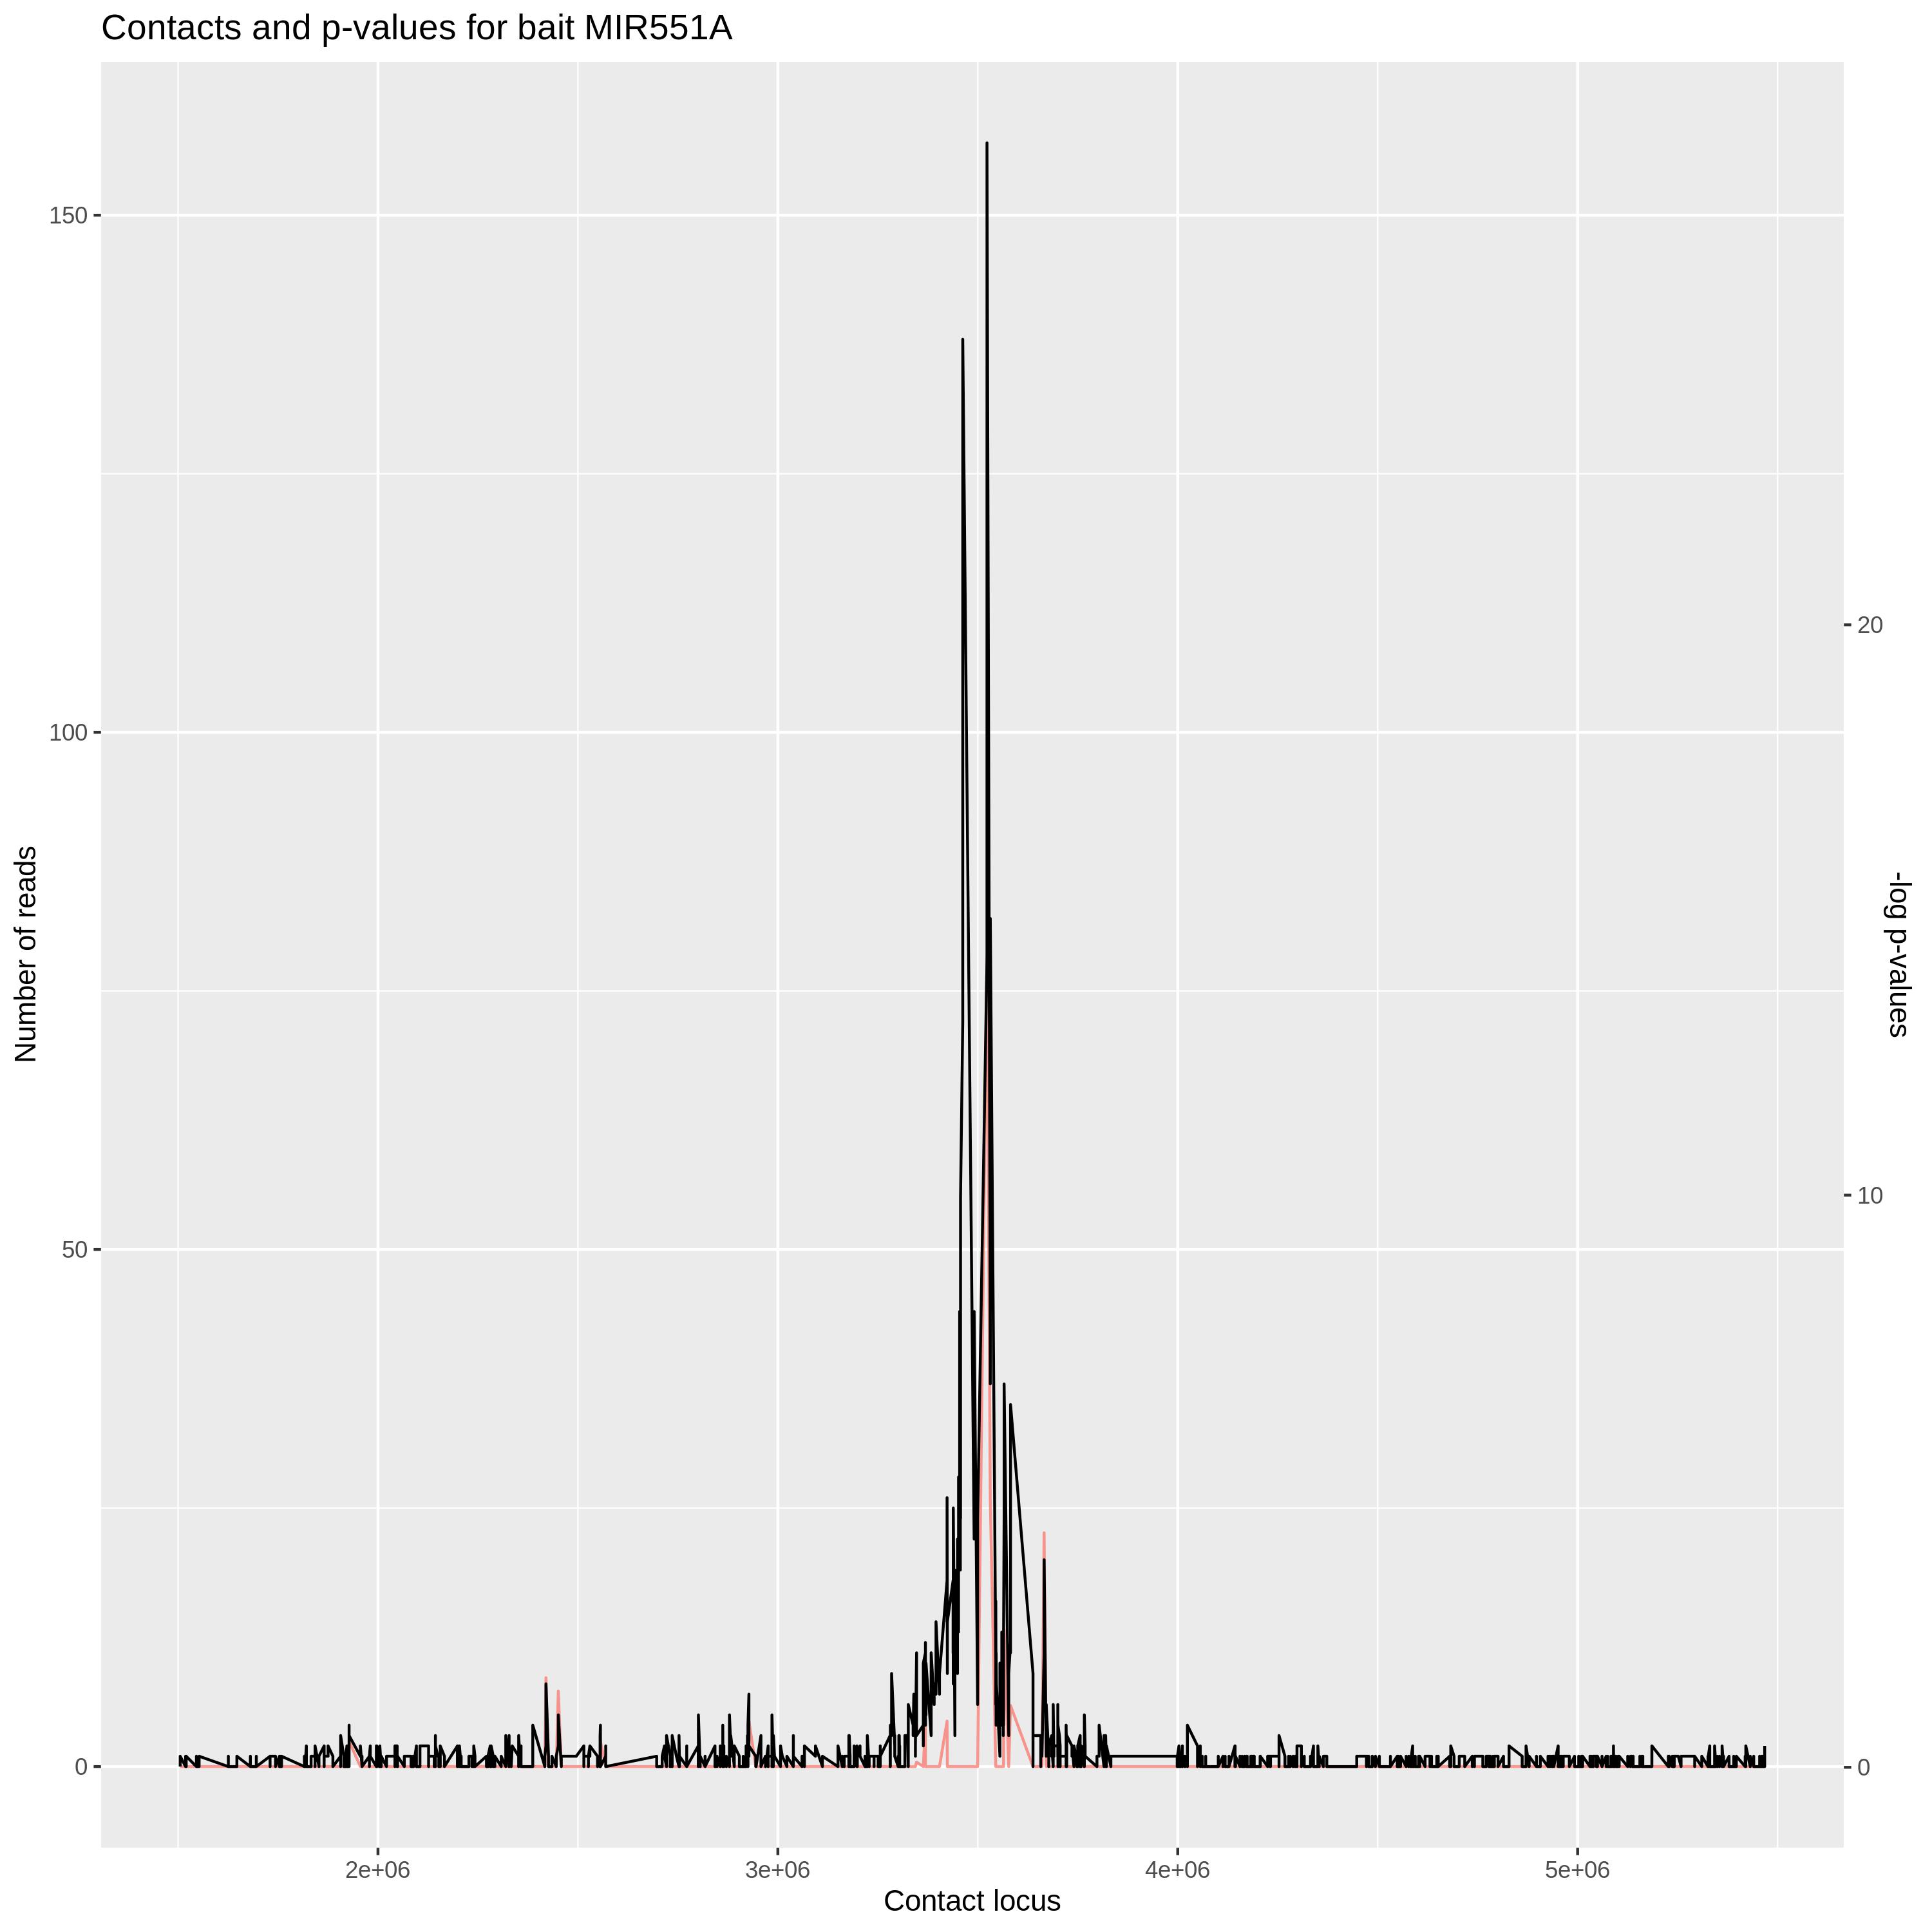 Contacts and p-values for bait MIR551A
150
100
50
0
Number of reads
20
10
0
-log p-values
2e+06
3e+06
4e+06
5e+06
Contact locus